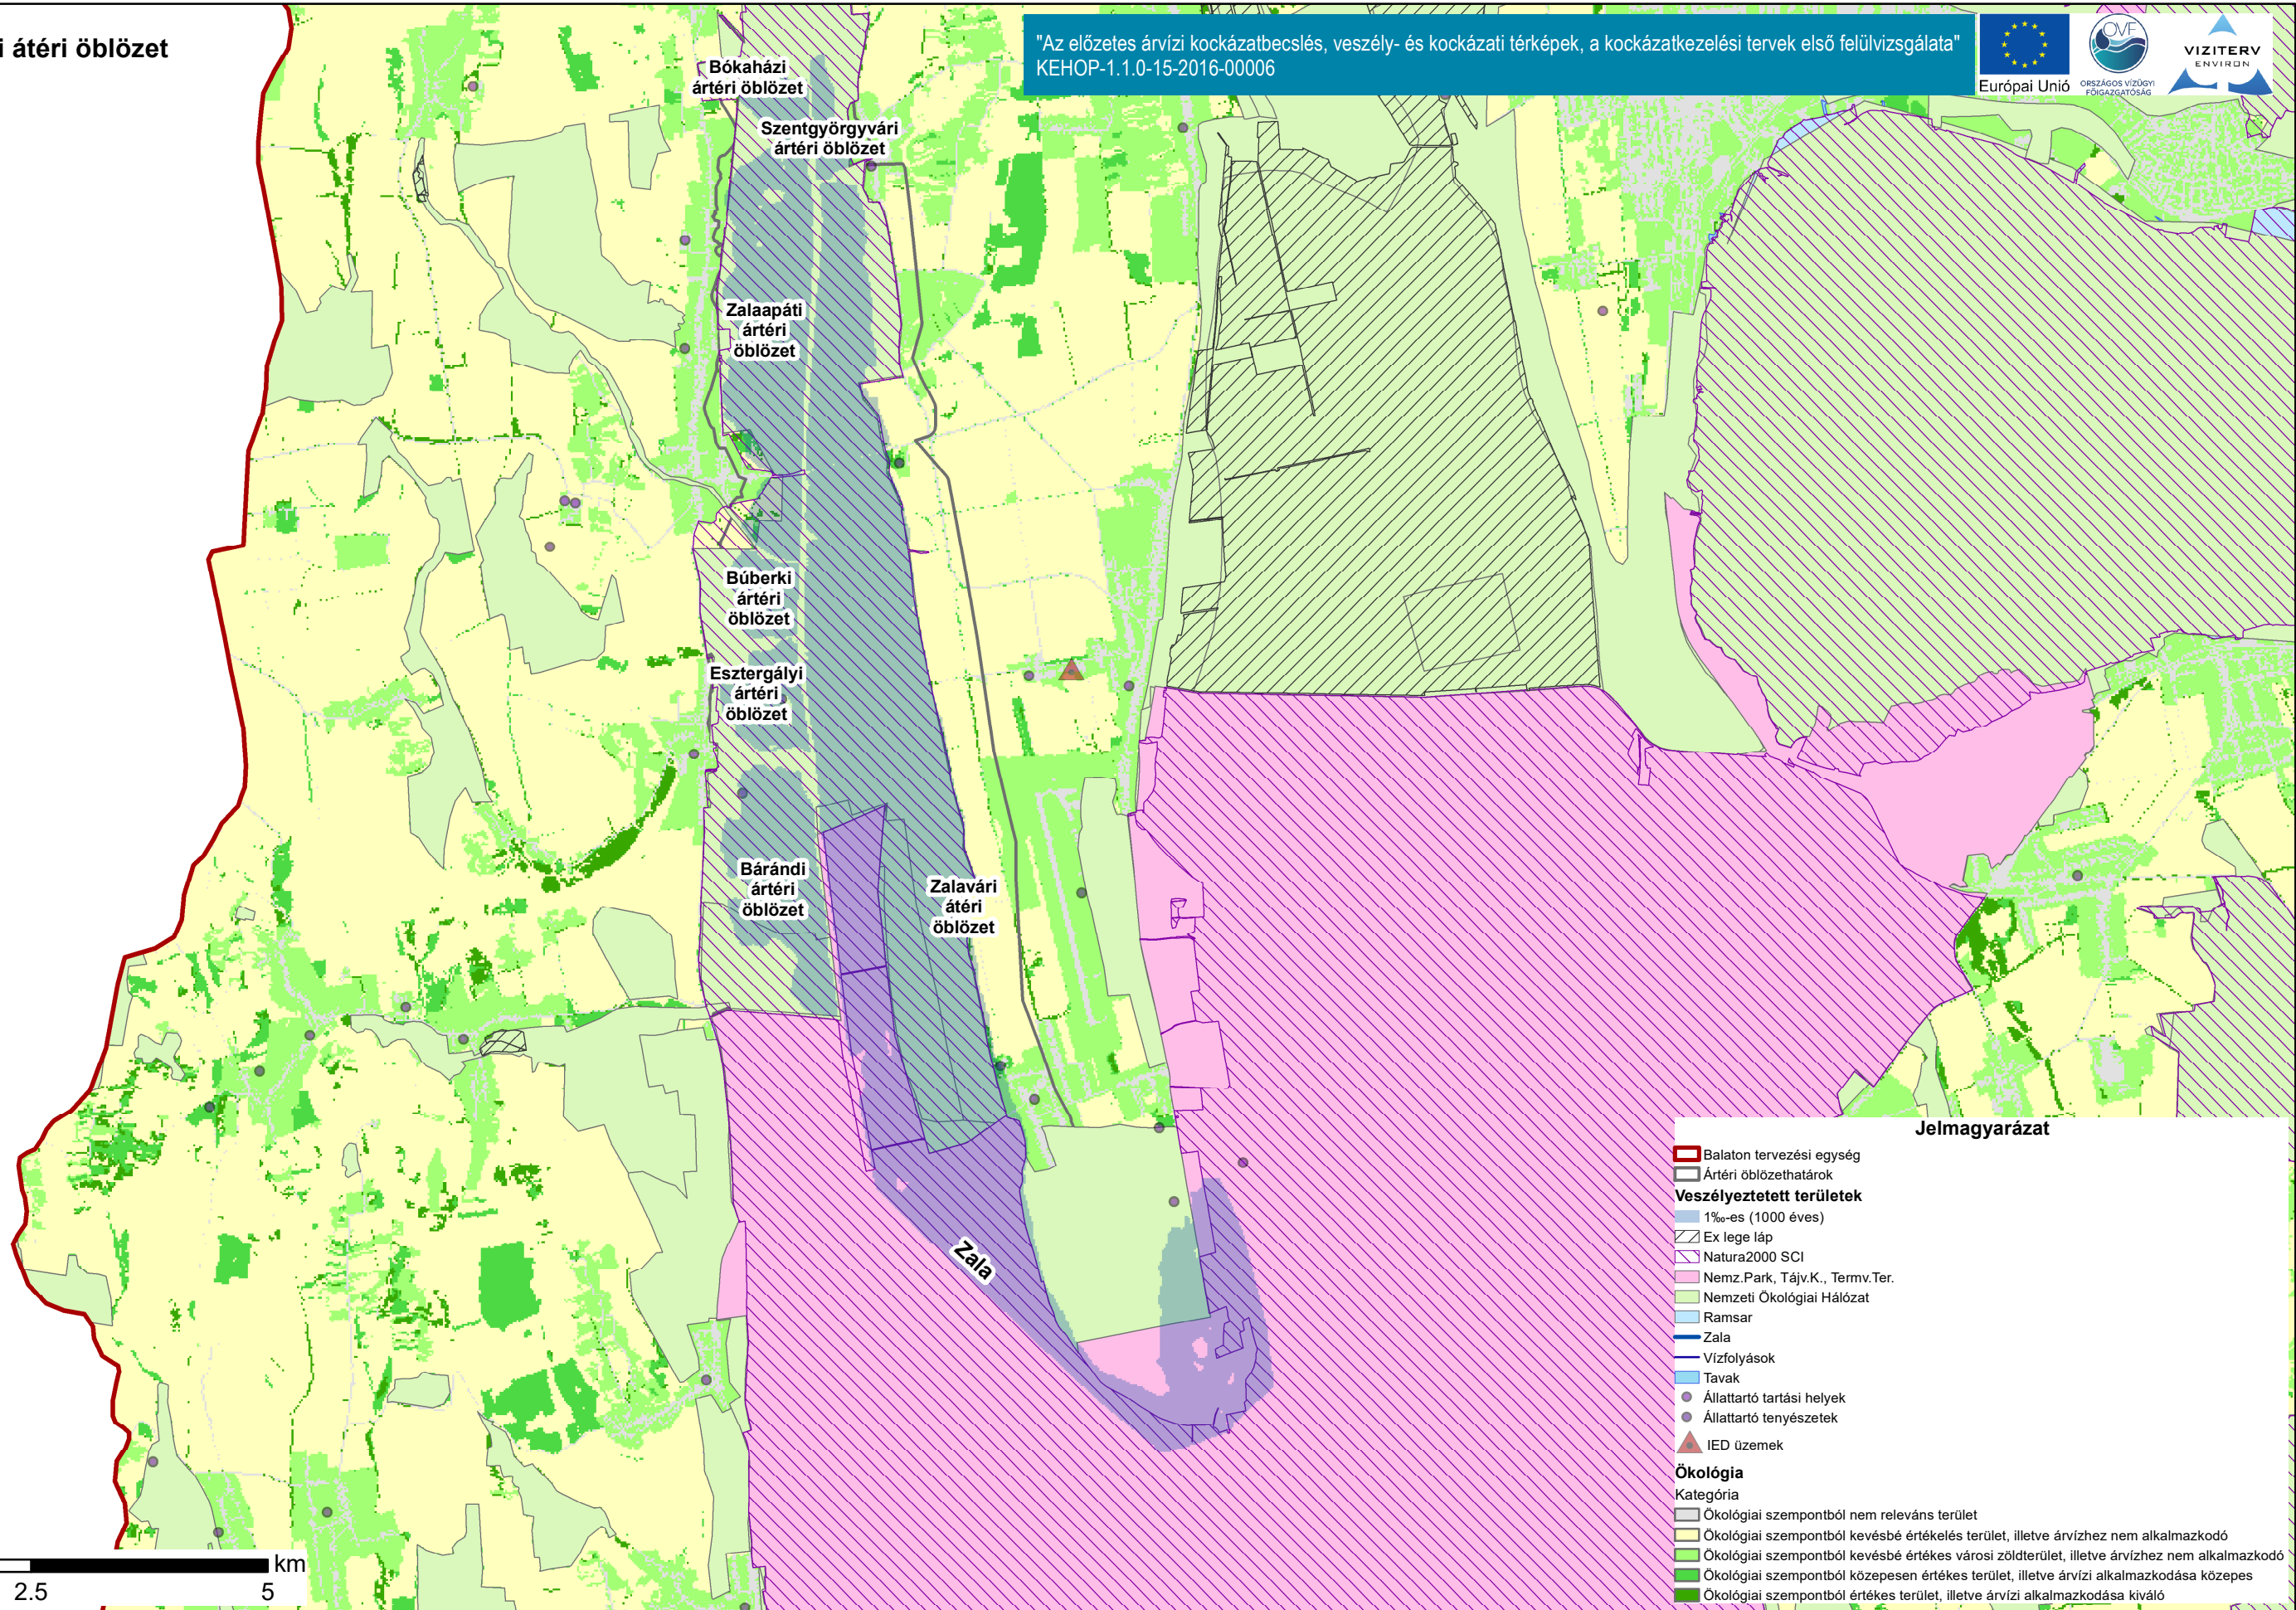 i átéri öblözet
"Az előzetes árvízi kockázatbecslés, veszély- és kockázati térképek, a kockázatkezelési tervek első felülvizsgálata"
KEHOP-1.1.0-15-2016-00006
Európai Unió
OVF
ORSZÁGOS VÍZÜGYI
FŐIGAZGATÓSÁG
VIZITERV
ENVIRON
Bókaházi
ártéri öblözet
Szentgyörgyvári
ártéri öblözet
Zalaapáti
ártéri
öblözet
Búberki
ártéri
öblözet
Esztergályi
ártéri
öblözet
Bárándi
ártéri
öblözet
Zalavári
átéri
öblözet
Zala
Jelmagyarázat
Balaton tervezési egység
Ártéri öblözethatárok
Veszélyeztetett területek
1‰-es (1000 éves)
Ex lege láp
Natura2000 SCI
Nemz.Park, Tájv.K., Termv.Ter.
Nemzeti Ökológiai Hálózat
Ramsar
Zala
Vízfolyások
Tavak
Állattartó tartási helyek
Állattartó tenyészetek
IED üzemek
Ökológia
Kategória
Ökológiai szempontból nem releváns terület
Ökológiai szempontból kevésbé értékelés terület, illetve árvízhez nem alkalmazkodó
Ökológiai szempontból kevésbé értékes városi zöldterület, illetve árvízhez nem alkalmazkodó
Ökológiai szempontból közepesen értékes terület, illetve árvízi alkalmazkodása közepes
Ökológiai szempontból értékes terület, illetve árvízi alkalmazkodása kiváló
km
2.5 5